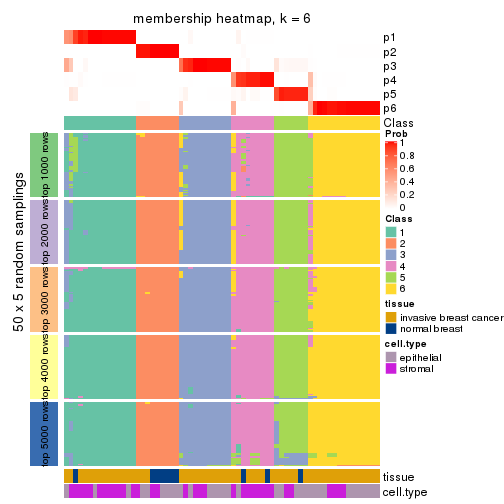 membership heatmap, k = 6
p1
p2
p3
p4
p5
p6
Class
Prob
1
0.8
0.6
0.4
0.2
0
Class
1
2
3
4
5
6
tissue
invasive breast cancer
normal breast
cell.type
epithelial
stromal
50 x 5 random samplings
top 1000 rows
top 2000 rows
top 3000 rows
top 4000 rows
top 5000 rows
tissue
cell.type